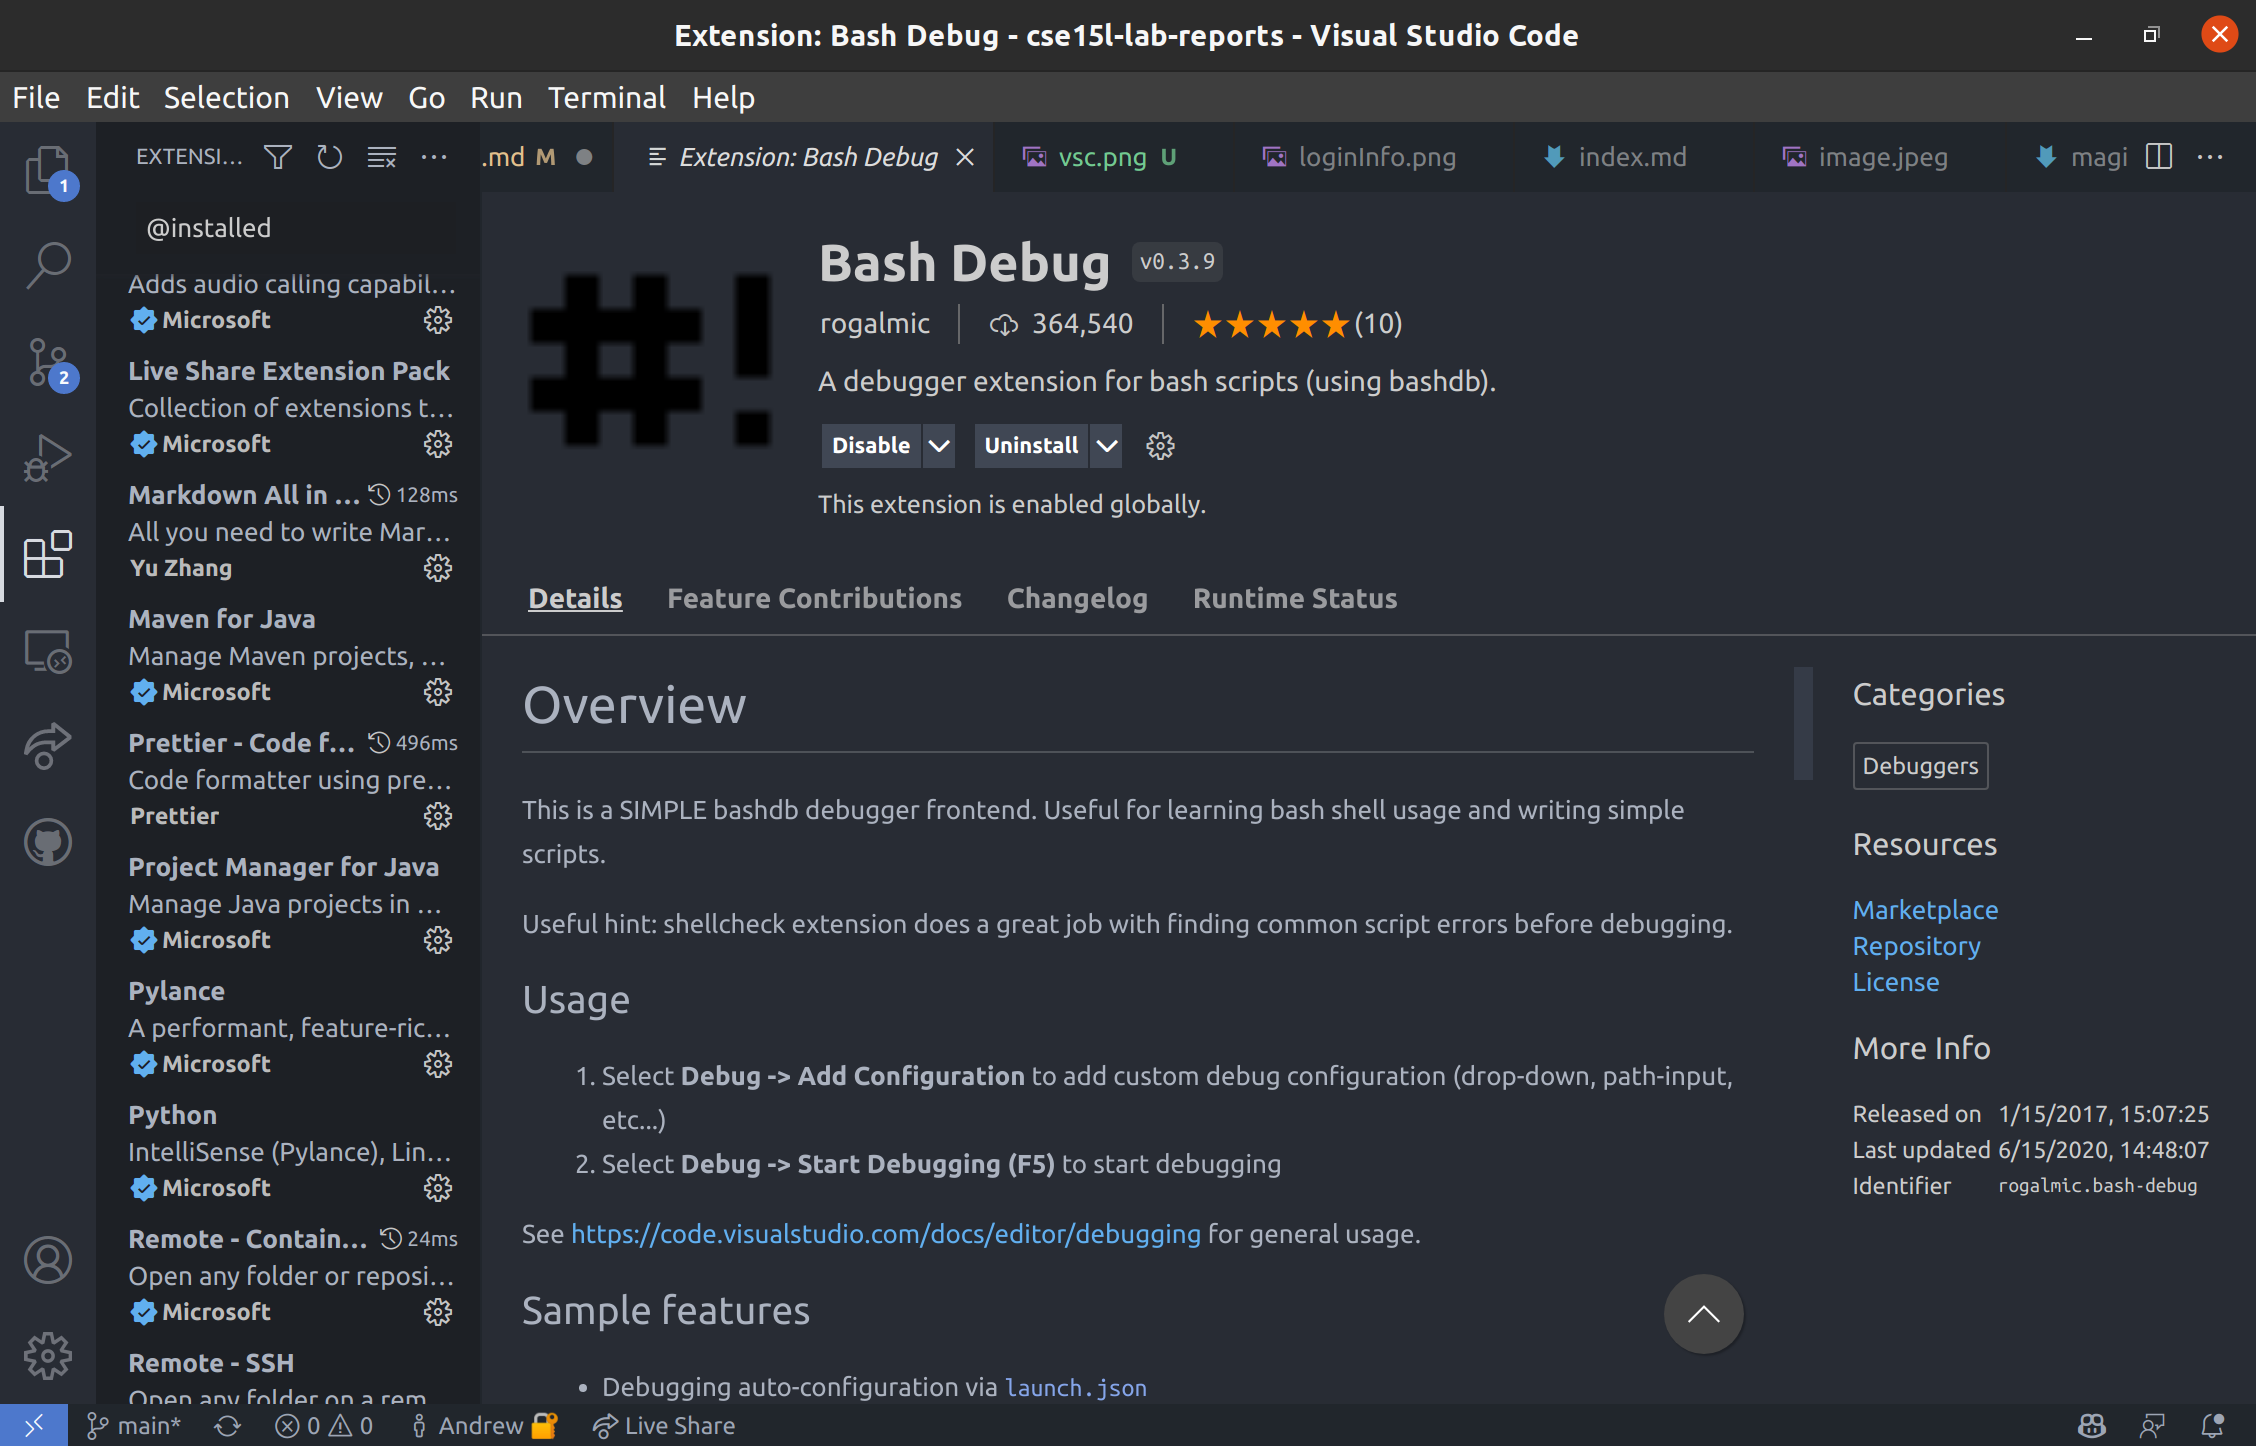 Extension: Bash Debug - cse15l-lab-reports - Visual Studio Code
File Edit Selection View Go Run Terminal Help
EXTENSI...
.md M
Extension: Bash Debug
vsc.png U
loginInfo.png
index.md
image.jpeg
magi
1
2
@installed
Adds audio calling capabil...
Microsoft
Live Share Extension Pack
Collection of extensions t...
Microsoft
Markdown All in ... 128ms
All you need to write Mar...
Yu Zhang
Maven for Java
Manage Maven projects, ...
Microsoft
Prettier - Code f... 496ms
Code formatter using pre...
Prettier
Project Manager for Java
Manage Java projects in ...
Microsoft
Pylance
A performant, feature-ric...
Microsoft
Python
IntelliSense (Pylance), Lin...
Microsoft
Remote - Contain... 24ms
Open any folder or reposi...
Microsoft
Remote - SSH
Open any folder on a rem
#!
Bash Debug v0.3.9
rogalmic 364,540 ★★★★★(10)
A debugger extension for bash scripts (using bashdb).
Disable Uninstall
This extension is enabled globally.
Details Feature Contributions Changelog Runtime Status
Overview
This is a SIMPLE bashdb debugger frontend. Useful for learning bash shell usage and writing simple
scripts.
Useful hint: shellcheck extension does a great job with finding common script errors before debugging.
Usage
1. Select Debug -> Add Configuration to add custom debug configuration (drop-down, path-input,
etc...)
2. Select Debug -> Start Debugging (F5) to start debugging
See https://code.visualstudio.com/docs/editor/debugging for general usage.
Sample features
• Debugging auto-configuration via launch.json
Categories
Debuggers
Resources
Marketplace
Repository
License
More Info
Released on 1/15/2017, 15:07:25
Last updated 6/15/2020, 14:48:07
Identifier rogalmic.bash-debug
main* 0 0 Andrew🔐 Live Share